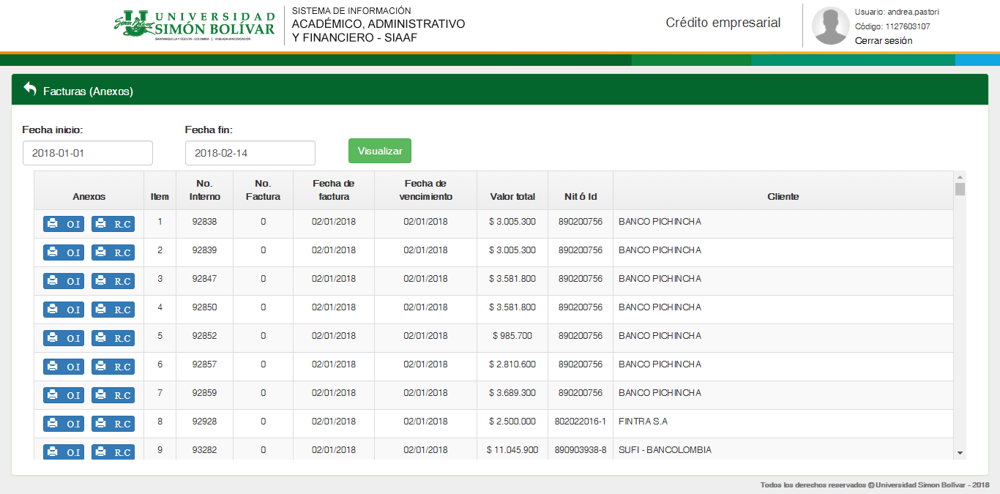 UNIVERSIDAD
SIMÓN BOLÍVAR
BARRANQUILLA Y CÚCUTA - COLOMBIA | VIGILADA MINEDUCACIÓN
SISTEMA DE INFORMACIÓN
ACADÉMICO, ADMINISTRATIVO
Y FINANCIERO - SIAAF
Crédito empresarial
Usuario: andrea.pastori
Código: 1127603107
Cerrar sesión
Facturas (Anexos)
Fecha inicio: Fecha fin:
2018-01-01 2018-02-14 Visualizar
Anexos Item No. Interno No. Factura Fecha de factura Fecha de vencimiento Valor total Nit ó Id Cliente
O.I R.C 1 92838 0 02/01/2018 02/01/2018 $ 3.005.300 890200756 BANCO PICHINCHA
O.I R.C 2 92839 0 02/01/2018 02/01/2018 $ 3.005.300 890200756 BANCO PICHINCHA
O.I R.C 3 92847 0 02/01/2018 02/01/2018 $ 3.581.800 890200756 BANCO PICHINCHA
O.I R.C 4 92850 0 02/01/2018 02/01/2018 $ 3.581.800 890200756 BANCO PICHINCHA
O.I R.C 5 92852 0 02/01/2018 02/01/2018 $ 985.700 890200756 BANCO PICHINCHA
O.I R.C 6 92857 0 02/01/2018 02/01/2018 $ 2.810.600 890200756 BANCO PICHINCHA
O.I R.C 7 92859 0 02/01/2018 02/01/2018 $ 3.689.300 890200756 BANCO PICHINCHA
O.I R.C 8 92928 0 02/01/2018 02/01/2018 $ 2.500.000 802022016-1 FINTRA S.A
O.I R.C 9 93282 0 02/01/2018 02/01/2018 $ 11.045.900 890903938-8 SUFI - BANCOLOMBIA
Todos los derechos reservados @ Universidad Simon Bolívar - 2018